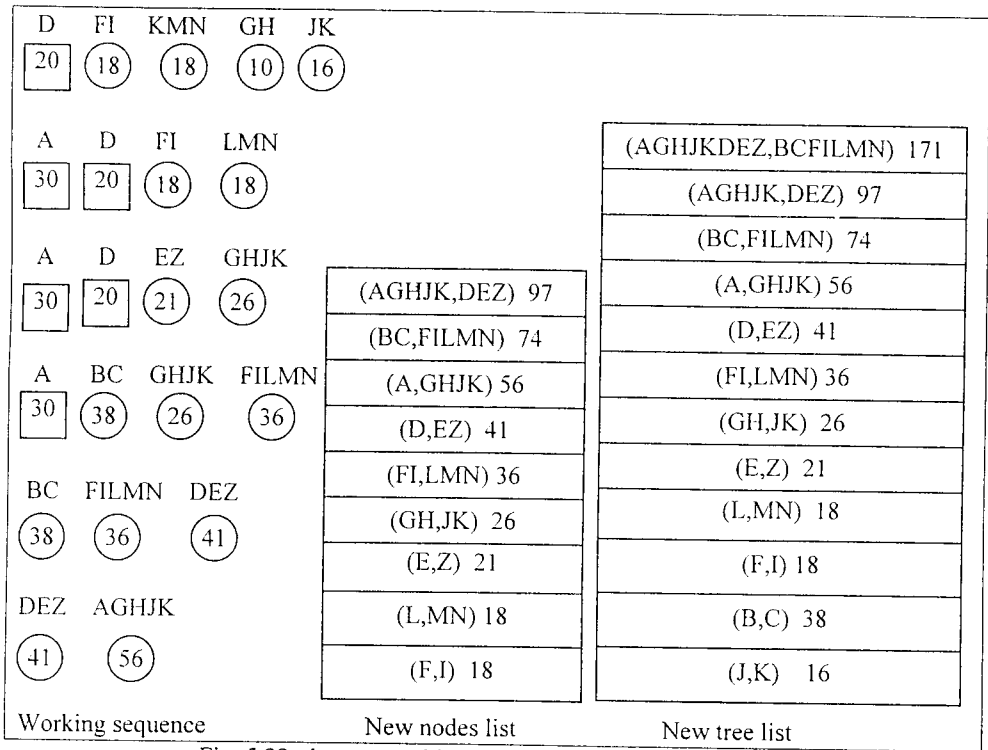 D FI KMN GH JK
20 18 18 10 16
A D FI LMN
30 20 18 18
A D EZ GHJK
30 20 21 26
A BC GHJK FILMN
30 38 26 36
BC FILMN DEZ
38 36 41
DEZ AGHJK
41 56
Working sequence
(AGHJK,DEZ) 97
(BC,FILMN) 74
(A,GHJK) 56
(D,EZ) 41
(FI,LMN) 36
(GH,JK) 26
(E,Z) 21
(L,MN) 18
(F,I) 18
New nodes list
(AGHJKDEZ,BCFILMN) 171
(AGHJK,DEZ) 97
(BC,FILMN) 74
(A,GHJK) 56
(D,EZ) 41
(FI,LMN) 36
(GH,JK) 26
(E,Z) 21
(L,MN) 18
(F,I) 18
(B,C) 38
(J,K) 16
New tree list